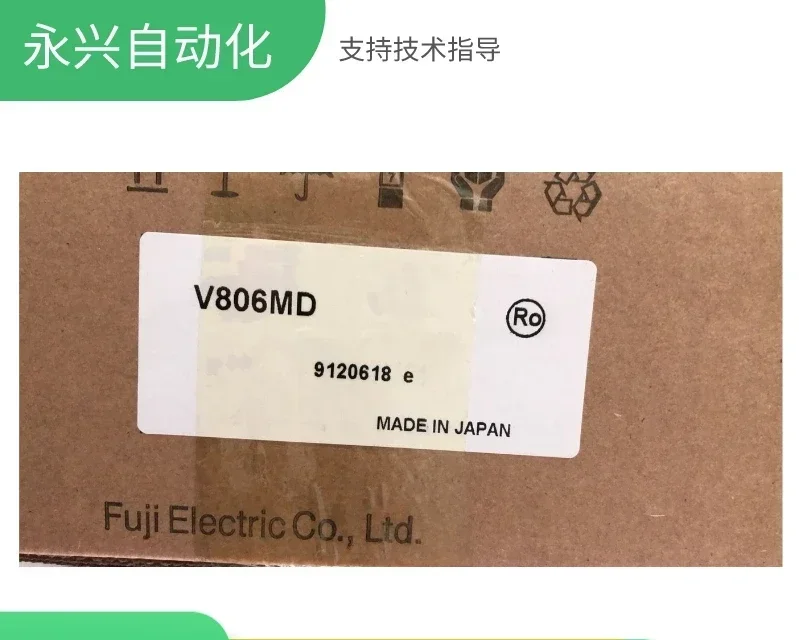 永兴自动化
支持技术指导
V806MD
Ro
9120618 e
MADE IN JAPAN
Fuji Electric Co., Ltd.